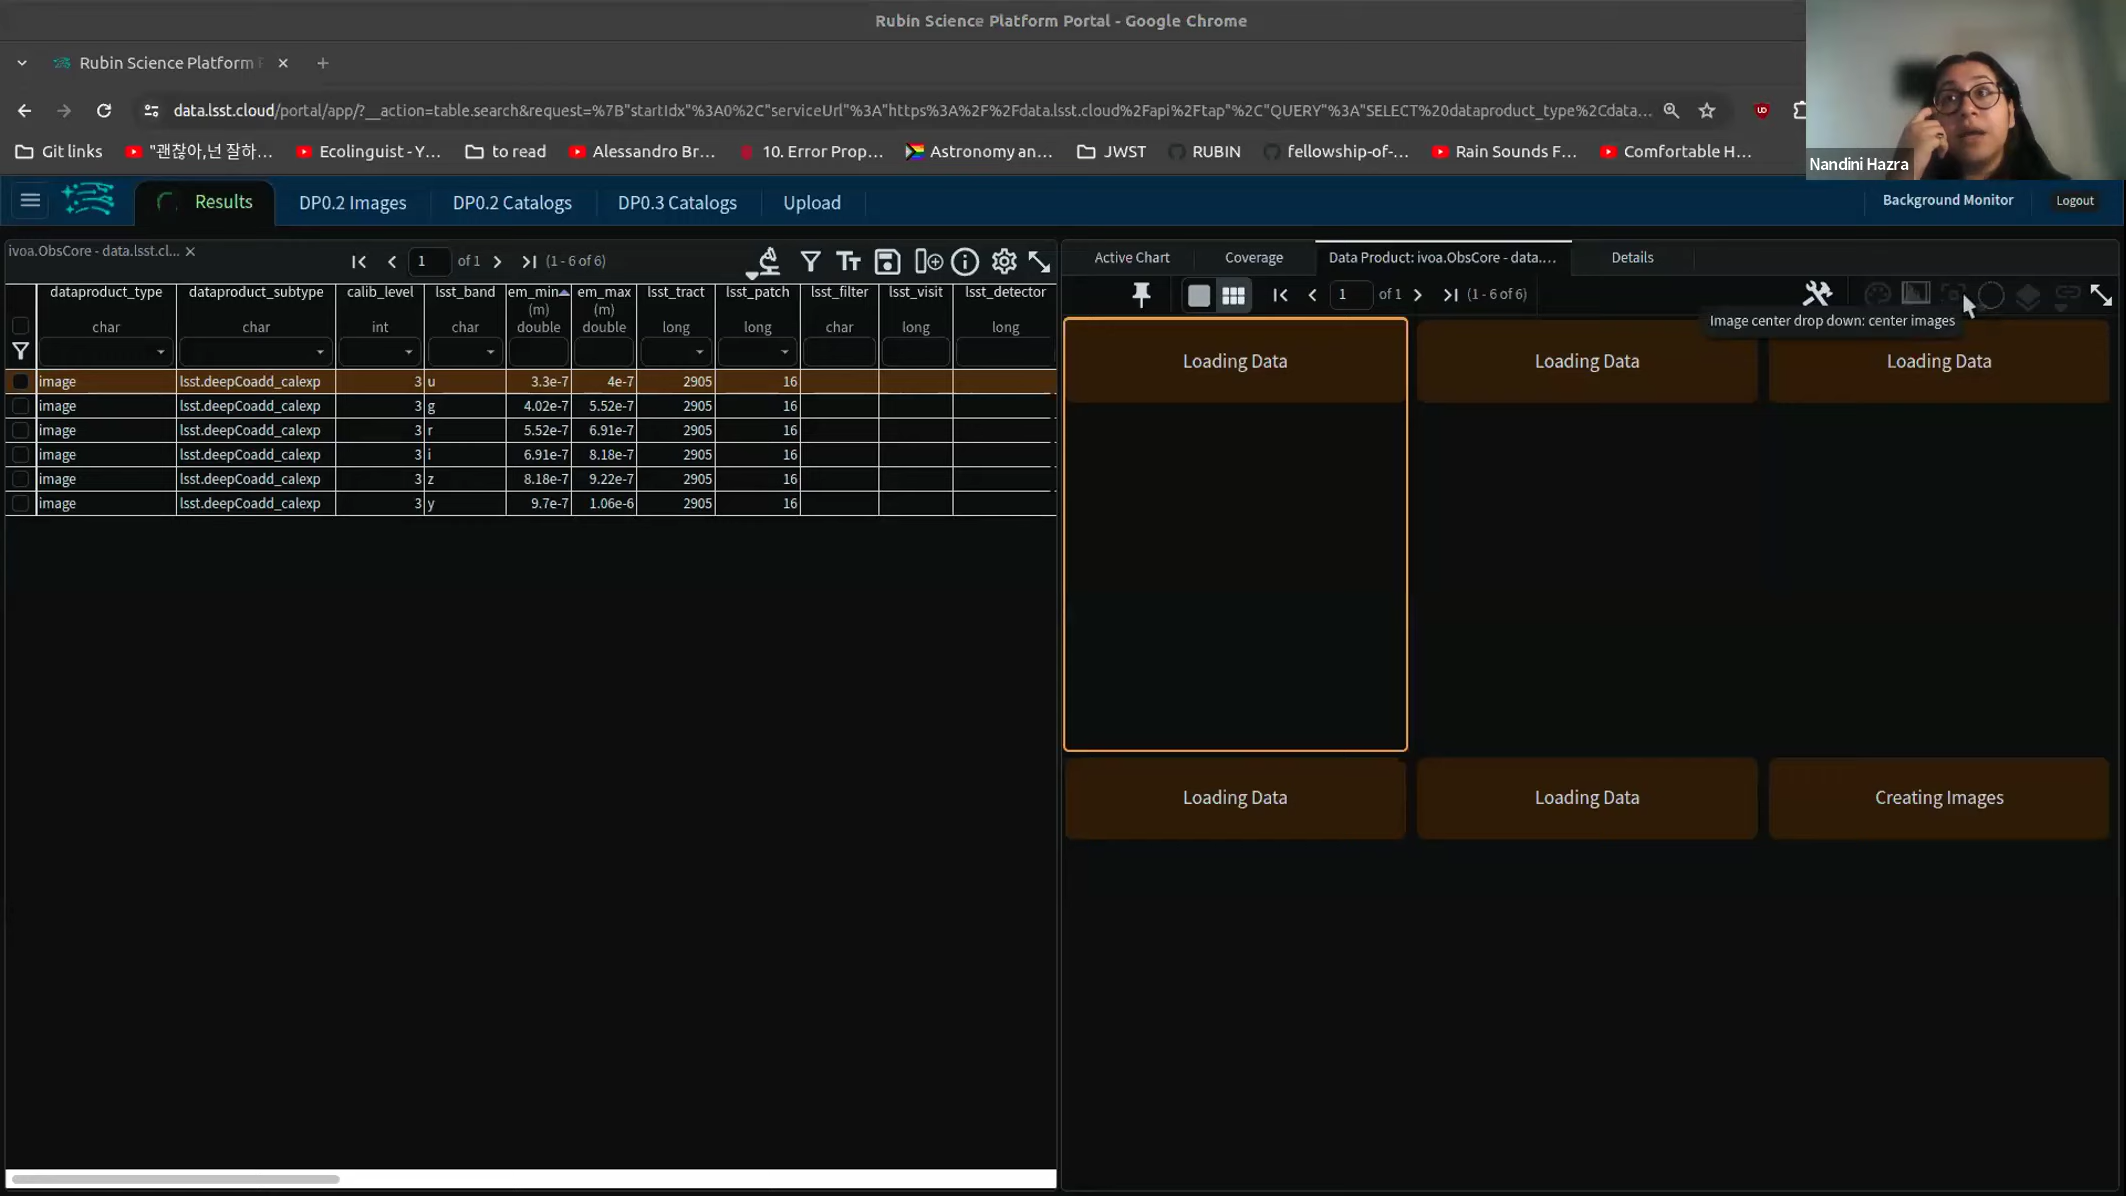 Rubin Science Platform Portal - Google Chrome
Rubin Science Platform P
data.lsst.cloud/portal/app/?__action=table.search&request=%7B"startIdx"%3A0%2C"serviceUrl"%3A"https%3A%2F%2Fdata.lsst.cloud%2Fapi%2Ftap"%2C"QUERY"%3A"SELECT%20dataproduct_type%2Cdata...
Git links "괜찮아,넌 잘하... Ecolinguist - Y... to read Alessandro Br... 10. Error Prop... Astronomy an... JWST RUBIN fellowship-of-... Rain Sounds F... Comfortable H...
Nandini Hazra
Results DP0.2 Images DP0.2 Catalogs DP0.3 Catalogs Upload Background Monitor Logout
ivoa.ObsCore - data.lsst.cl...
1 of 1 (1 - 6 of 6)
dataproduct_type dataproduct_subtype calib_level lsst_band em_min em_max lsst_tract lsst_patch lsst_filter lsst_visit lsst_detector
(m) (m)
char char int char double double long long char long long
image lsst.deepCoadd_calexp 3 u 3.3e-7 4e-7 2905 16
image lsst.deepCoadd_calexp 3 g 4.02e-7 5.52e-7 2905 16
image lsst.deepCoadd_calexp 3 r 5.52e-7 6.91e-7 2905 16
image lsst.deepCoadd_calexp 3 i 6.91e-7 8.18e-7 2905 16
image lsst.deepCoadd_calexp 3 z 8.18e-7 9.22e-7 2905 16
image lsst.deepCoadd_calexp 3 y 9.7e-7 1.06e-6 2905 16
Active Chart Coverage Data Product: ivoa.ObsCore - data.... Details
1 of 1 (1 - 6 of 6)
Image center drop down: center images
Loading Data Loading Data Loading Data
Loading Data Loading Data Creating Images